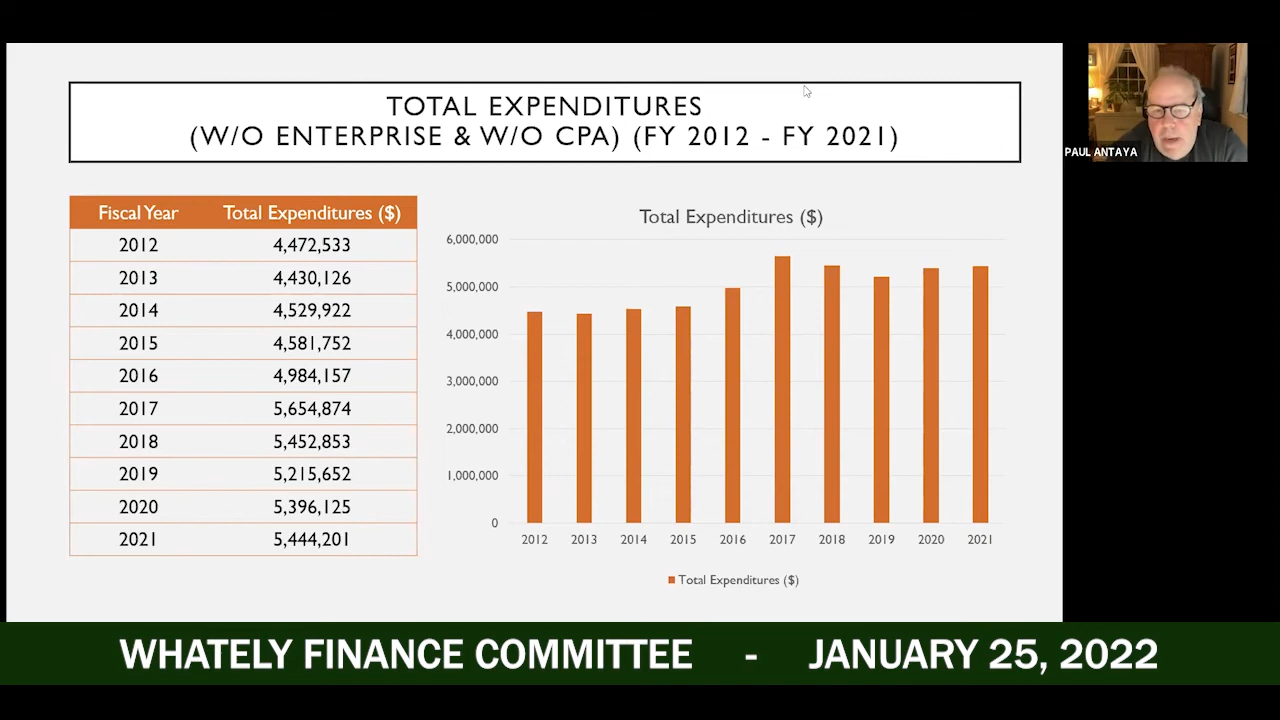 TOTAL EXPENDITURES
(W/O ENTERPRISE & W/O CPA) (FY 2012 - FY 2021)
PAUL ANTAYA
Fiscal Year Total Expenditures ($)
2012 4,472,533
2013 4,430,126
2014 4,529,922
2015 4,581,752
2016 4,984,157
2017 5,654,874
2018 5,452,853
2019 5,215,652
2020 5,396,125
2021 5,444,201
Total Expenditures ($)
6,000,000
5,000,000
4,000,000
3,000,000
2,000,000
1,000,000
0
2012 2013 2014 2015 2016 2017 2018 2019 2020 2021
Total Expenditures ($)
WHATELY FINANCE COMMITTEE - JANUARY 25, 2022